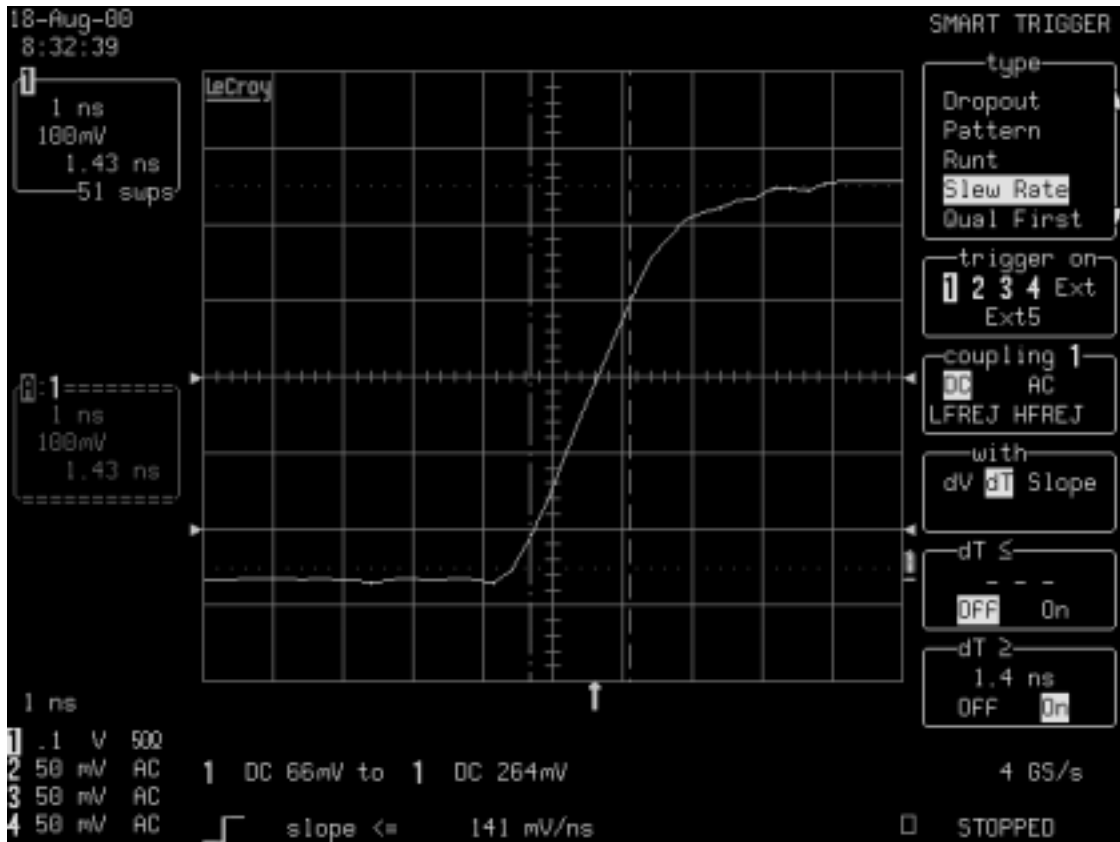 18-Aug-00
8:32:39
SMART TRIGGER
1
1 ns
100mV
1.43 ns
51 swps
LeCroy
type
Dropout
Pattern
Runt
Slew Rate
Qual First
trigger on
1 2 3 4 Ext
Ext5
A:1
1 ns
100mV
1.43 ns
coupling 1
DC AC
LFREJ HFREJ
with
dV dT Slope
1
dT ≤
- - -
OFF On
dT ≥
1.4 ns
OFF On
1 ns
1 .1 V 50Ω
2 50 mV AC
3 50 mV AC
4 50 mV AC
1 DC 66mV to 1 DC 264mV
slope <= 141 mV/ns
4 GS/s
STOPPED